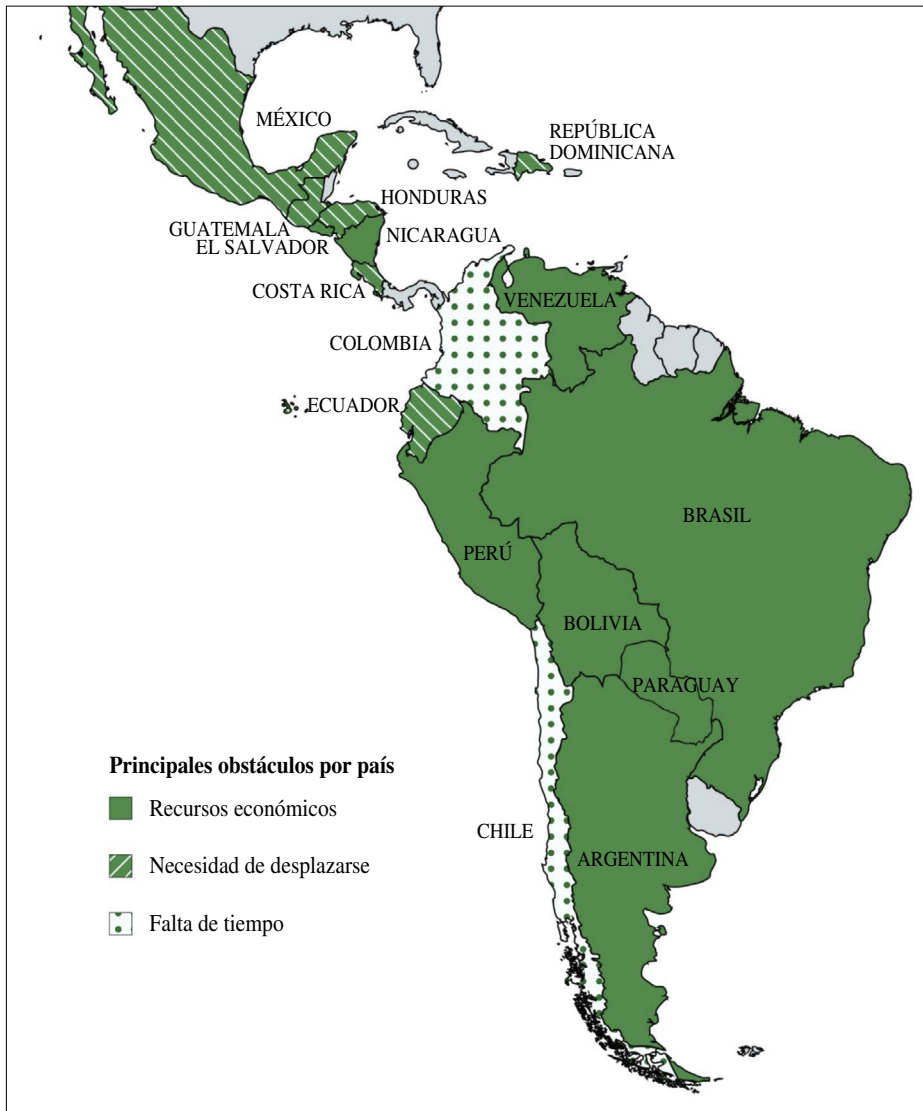 MÉXICO
REPÚBLICA
DOMINICANA
HONDURAS
GUATEMALA
EL SALVADOR
NICARAGUA
COSTA RICA
VENEZUELA
COLOMBIA
ECUADOR
BRASIL
PERÚ
BOLIVIA
PARAGUAY
Principales obstáculos por país
Recursos económicos
CHILE
ARGENTINA
Necesidad de desplazarse
Falta de tiempo